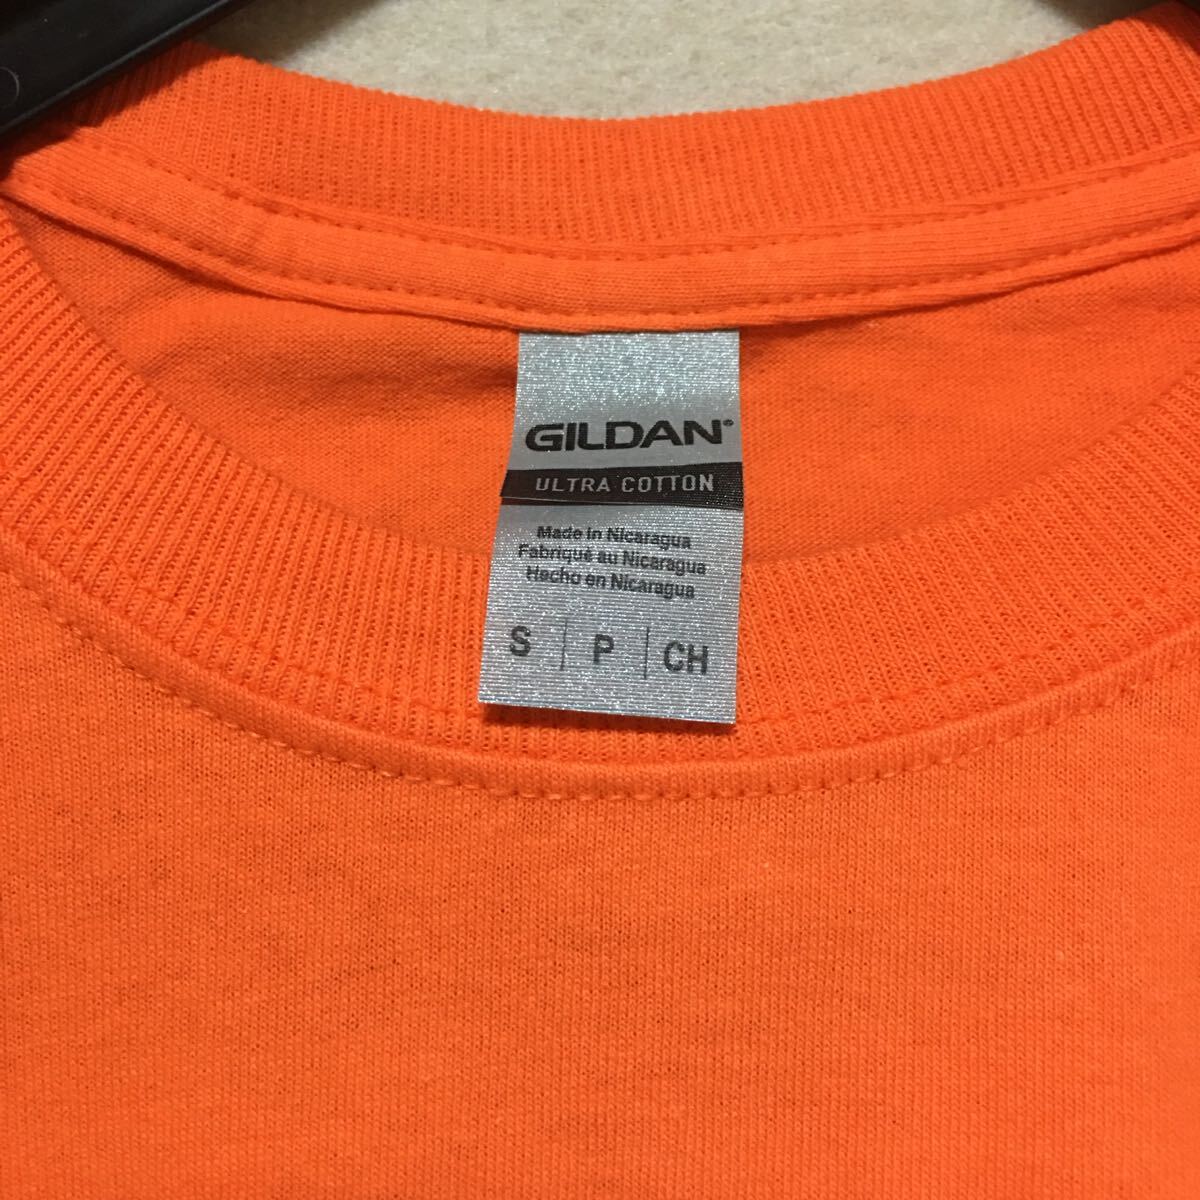 GILDAN®
ULTRA COTTON
Made in Nicaragua
Fabriqué au Nicaragua
Hecho en Nicaragua
S | P | CH